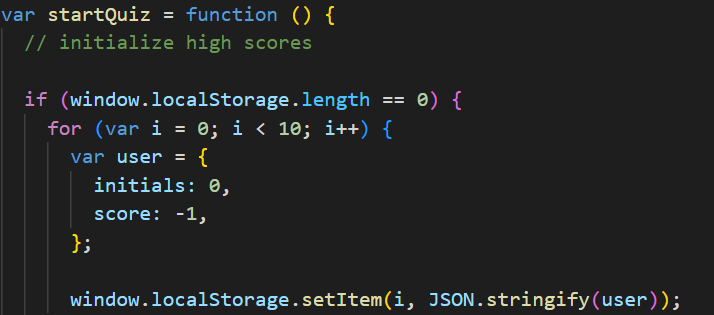 var startQuiz = function () {
// initialize high scores
if (window.localStorage.length == 0) {
for (var i = 0; i < 10; i++) {
var user = {
initials: 0,
score: -1,
};
window.localStorage.setItem(i, JSON.stringify(user));